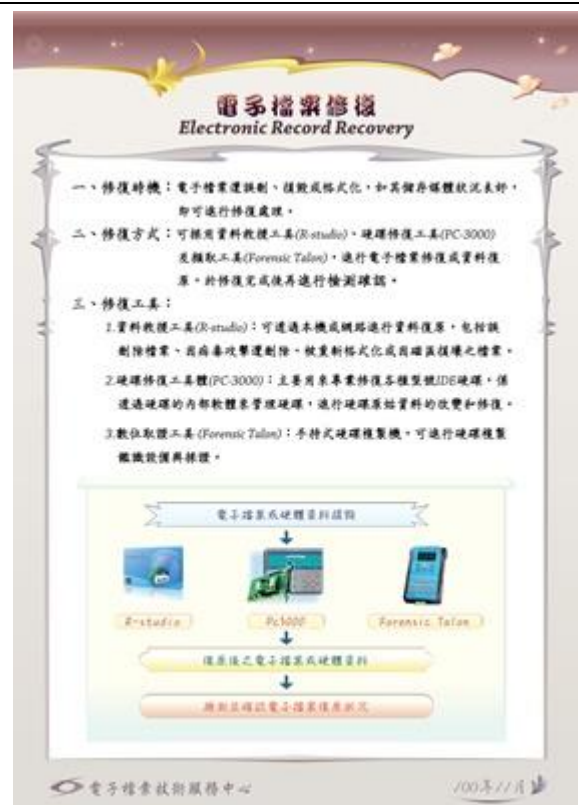 電子檔案修復
Electronic Record Recovery
一、修復時機：電子檔案遭誤刪、損毀或格式化，如其儲存媒體狀況良好，
即可進行修復處理。
二、修復方式：可採用資料救援工具(R-studio)、硬碟修復工具(PC-3000)
及擷取工具(Forensic Talon)，進行電子檔案修復或資料復
原，於修復完成後再進行檢測確認。
三、修復工具：
1.資料救援工具(R-studio)：可透過本機或網路進行資料復原，包括誤
刪除檔案、因病毒攻擊遭刪除、被重新格式化或因磁區損壞之檔案。
2.硬碟修復工具體(PC-3000)：主要用來專業修復各種型號IDE硬碟，係
透過硬碟的內部軟體來管理硬碟，進行硬碟原始資料的改變和修復。
3.數位取證工具(Forensic Talon)：手持式硬碟複製機，可進行硬碟複製
鑑識設備與採證。
電子檔案或硬體資料損毀
R-studio
Pc3000
Forensic Talon
復原後之電子檔案或硬體資料
檢測並確認電子檔案復原狀況
電子檔案技術服務中心
100年11月